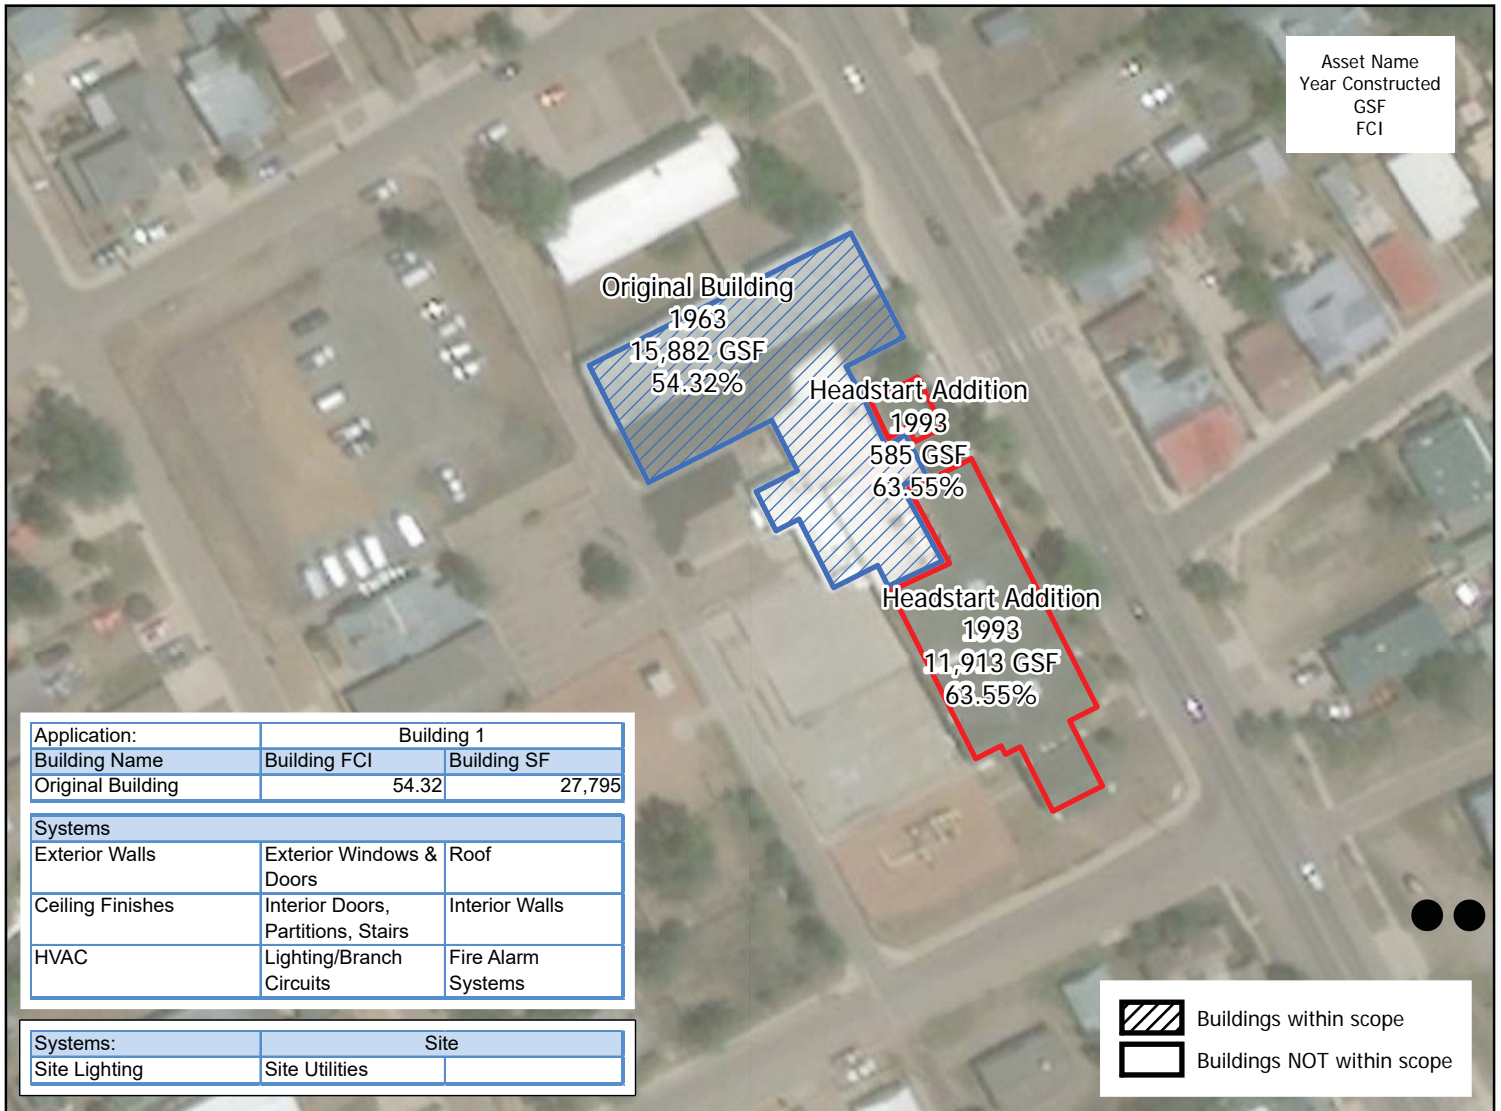 Asset Name
Year Constructed
GSF
FCI
Original Building
1963
15,882 GSF
54.32%
Headstart Addition
1993
585 GSF
63.55%
Headstart Addition
1993
11,913 GSF
63.55%
Application: Building 1
Building Name Building FCI Building SF
Original Building 54.32 27,795
Systems
Exterior Walls Exterior Windows & Roof
Doors
Ceiling Finishes Interior Doors, Interior Walls
Partitions, Stairs
HVAC Lighting/Branch Fire Alarm
Circuits Systems
Systems: Site
Site Lighting Site Utilities
Buildings within scope
Buildings NOT within scope